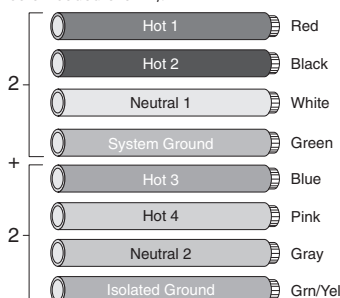 Hot 1 Red
Hot 2 Black
2
Neutral 1 White
System Ground Green
+
Hot 3 Blue
Hot 4 Pink
2
Neutral 2 Gray
Isolated Ground Grn/Yel